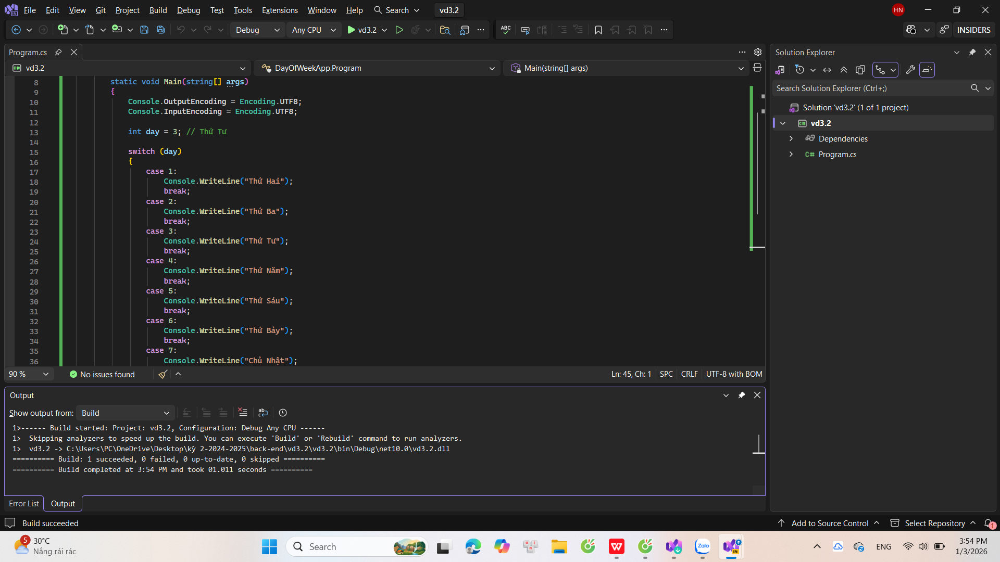 IN
File Edit View Git Project Build Debug Test Tools Extensions Window Help Search vd3.2 HN
Debug Any CPU vd3.2 ABC INSIDERS
Program.cs
vd3.2 DayOfWeekApp.Program Main(string[] args)
8 static void Main(string[] args)
9 {
10 Console.OutputEncoding = Encoding.UTF8;
11 Console.InputEncoding = Encoding.UTF8;
12
13 int day = 3; // Thứ Tư
14
15 switch (day)
16 {
17 case 1:
18 Console.WriteLine("Thứ Hai");
19 break;
20 case 2:
21 Console.WriteLine("Thứ Ba");
22 break;
23 case 3:
24 Console.WriteLine("Thứ Tư");
25 break;
26 case 4:
27 Console.WriteLine("Thứ Năm");
28 break;
29 case 5:
30 Console.WriteLine("Thứ Sáu");
31 break;
32 case 6:
33 Console.WriteLine("Thứ Bảy");
34 break;
35 case 7:
36 Console.WriteLine("Chủ Nhật");
90 % No issues found Ln: 45, Ch: 1 SPC CRLF UTF-8 with BOM
Output
Show output from: Build
1>------ Build started: Project: vd3.2, Configuration: Debug Any CPU ------
1> Skipping analyzers to speed up the build. You can execute 'Build' or 'Rebuild' command to run analyzers.
1> vd3.2 -> C:\Users\PC\OneDrive\Desktop\kỳ 2-2024-2025\back-end\vd3.2\vd3.2\bin\Debug\net10.0\vd3.2.dll
========== Build: 1 succeeded, 0 failed, 0 up-to-date, 0 skipped ==========
========== Build completed at 3:54 PM and took 01.011 seconds ==========
Error List Output
Solution Explorer
Search Solution Explorer (Ctrl+;)
Solution 'vd3.2' (1 of 1 project)
C# vd3.2
Dependencies
C# Program.cs
Build succeeded Add to Source Control Select Repository 1
5 30°C
Nắng rải rác
Search
Zalo
IN
ENG
3:54 PM
1/3/2026